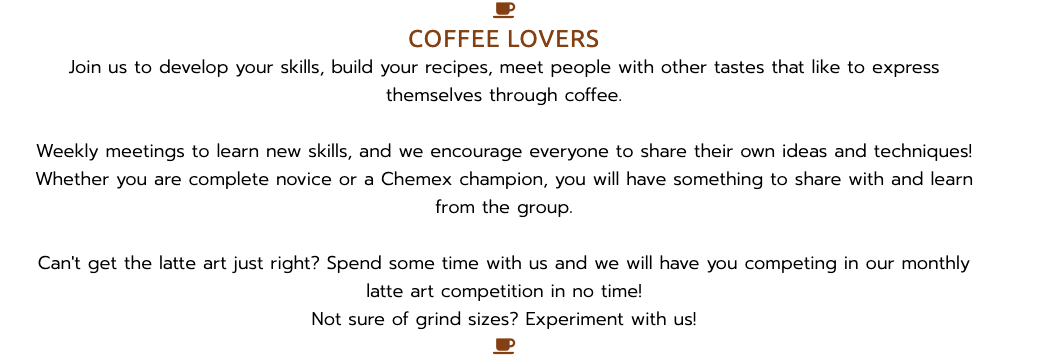 COFFEE LOVERS
Join us to develop your skills, build your recipes, meet people with other tastes that like to express
themselves through coffee.
Weekly meetings to learn new skills, and we encourage everyone to share their own ideas and techniques!
Whether you are complete novice or a Chemex champion, you will have something to share with and learn
from the group.
Can't get the latte art just right? Spend some time with us and we will have you competing in our monthly
latte art competition in no time!
Not sure of grind sizes? Experiment with us!